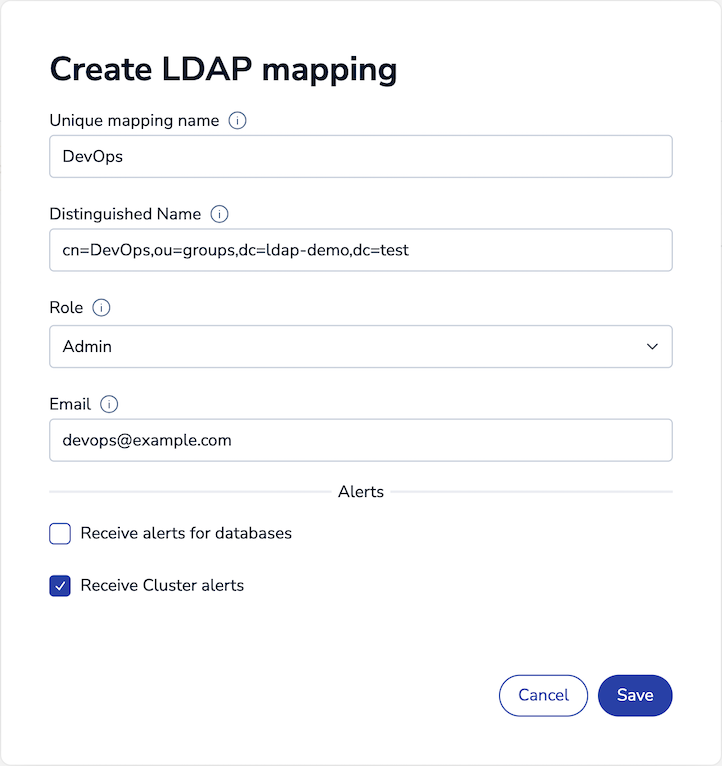 Create LDAP mapping
Unique mapping name
DevOps
Distinguished Name
cn=DevOps,ou=groups,dc=ldap-demo,dc=test
Role
Admin
Email
devops@example.com
Alerts
Receive alerts for databases
Receive Cluster alerts
Cancel Save